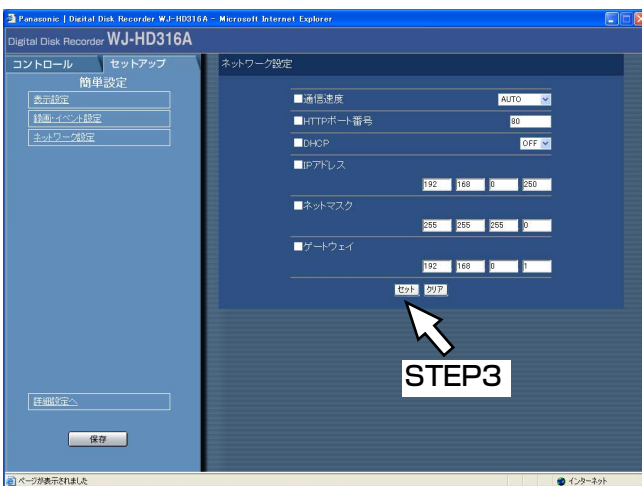 Panasonic | Digital Disk Recorder WJ-HD316A - Microsoft Internet Explorer
Digital Disk Recorder WJ-HD316A
コントロール セットアップ
簡単設定
表示設定
録画・イベント設定
ネットワーク設定
詳細設定へ
保存
ネットワーク設定
■通信速度 AUTO
■HTTPポート番号 80
■DHCP OFF
■IPアドレス
192 168 0 250
■ネットマスク
255 255 255 0
■ゲートウェイ
192 168 0 1
セット クリア
STEP3
ページが表示されました インターネット